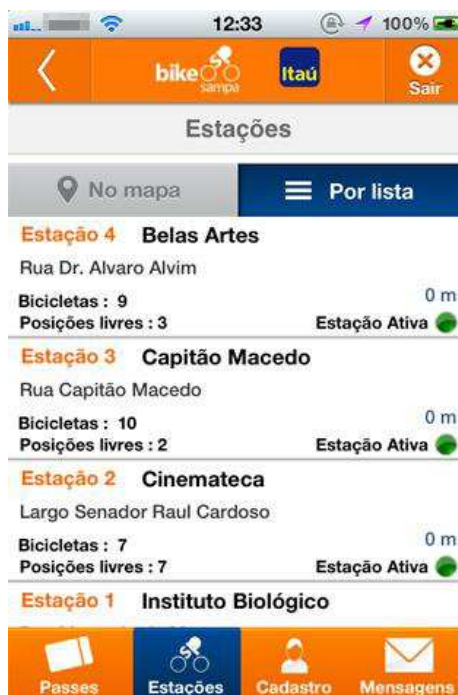 12:33 100%
bike sampa Itaú Sair
Estações
No mapa Por lista
Estação 4 Belas Artes
Rua Dr. Alvaro Alvim
0 m
Bicicletas : 9
Posições livres : 3 Estação Ativa
Estação 3 Capitão Macedo
Rua Capitão Macedo
0 m
Bicicletas : 10
Posições livres : 2 Estação Ativa
Estação 2 Cinemateca
Largo Senador Raul Cardoso
0 m
Bicicletas : 7
Posições livres : 7 Estação Ativa
Estação 1 Instituto Biológico
Passes Estações Cadastro Mensagens